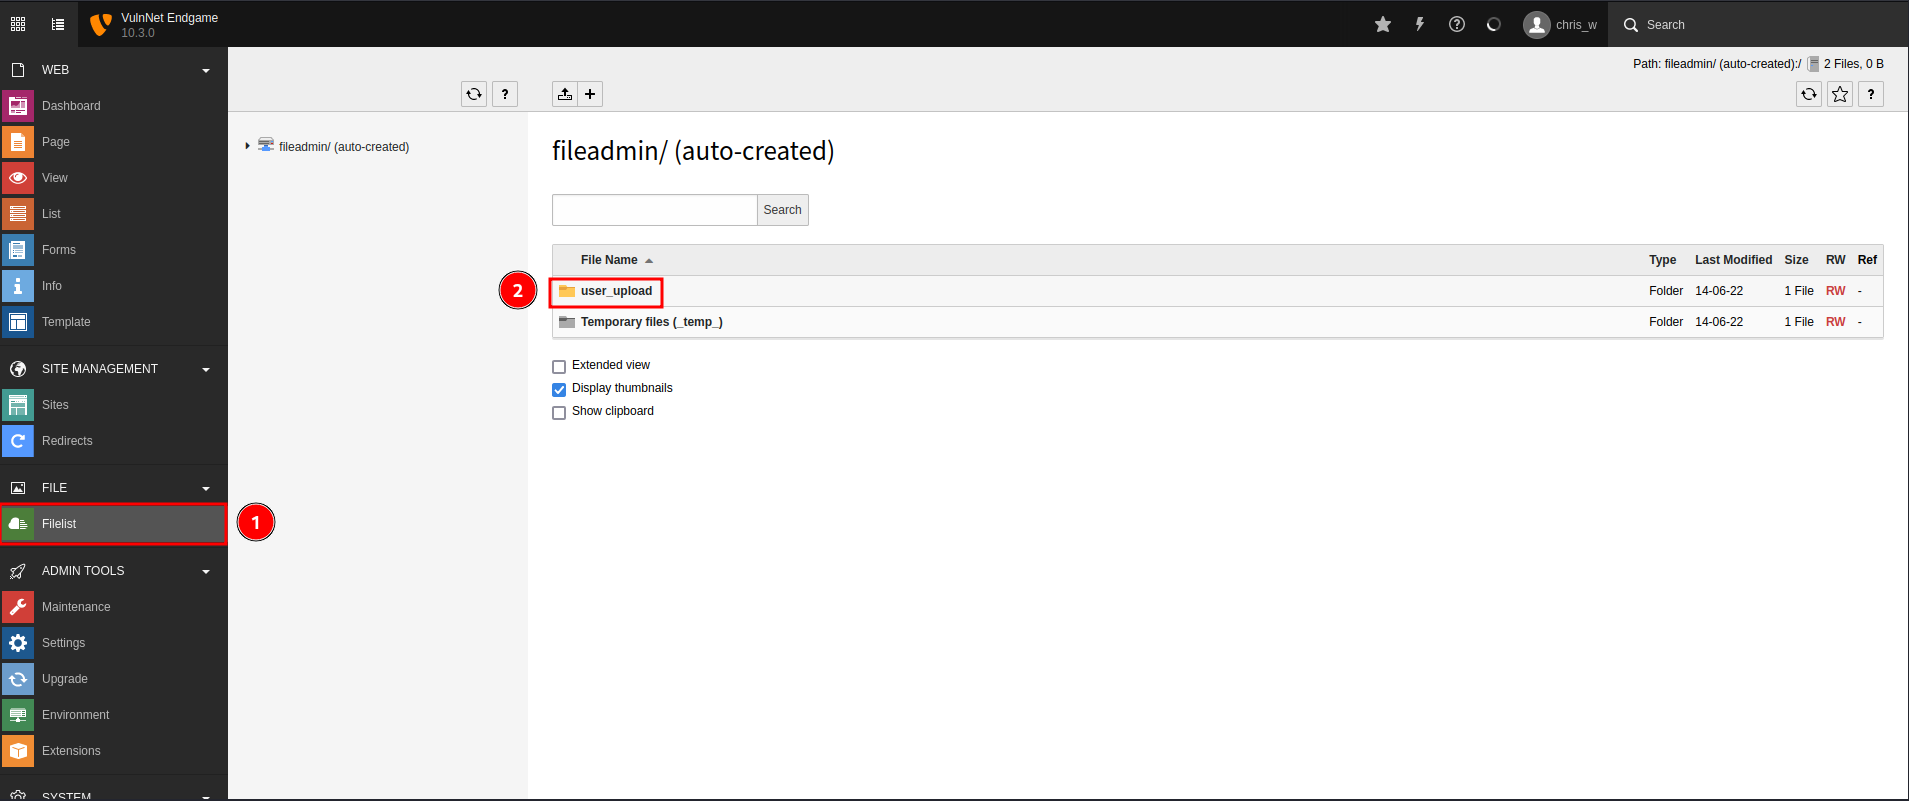 VulnNet Endgame
10.3.0
chris_w
Search
WEB
Dashboard
Page
View
List
Forms
Info
Template
SITE MANAGEMENT
Sites
Redirects
FILE
Filelist
1
ADMIN TOOLS
Maintenance
Settings
Upgrade
Environment
Extensions
SYSTEM
?
fileadmin/ (auto-created)
Path: fileadmin/ (auto-created):/ 2 Files, 0 B
+
?
fileadmin/ (auto-created)
Search
File Name Type Last Modified Size RW Ref
2 user_upload Folder 14-06-22 1 File RW -
Temporary files (_temp_) Folder 14-06-22 1 File RW -
Extended view
Display thumbnails
Show clipboard